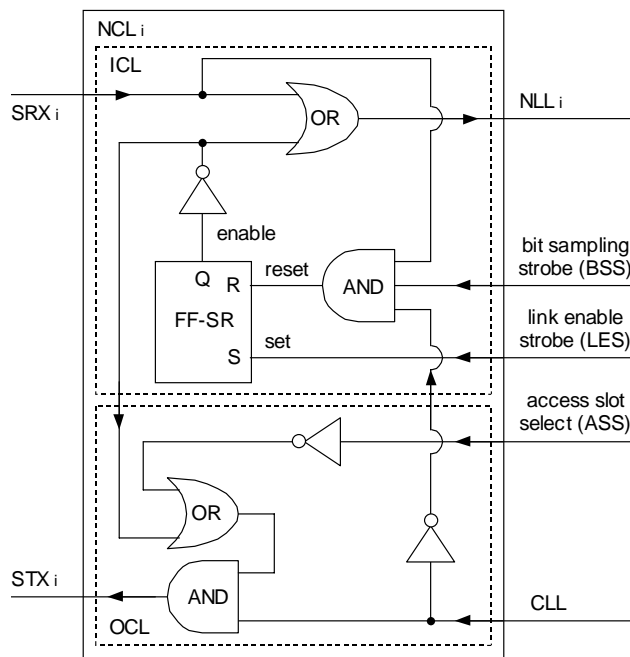 NCL i
ICL
SRX i
OR
NLL i
enable
bit sampling
strobe (BSS)
reset
Q
R
AND
FF-SR
link enable
strobe (LES)
set
S
access slot
select (ASS)
OR
STX i
AND
CLL
OCL